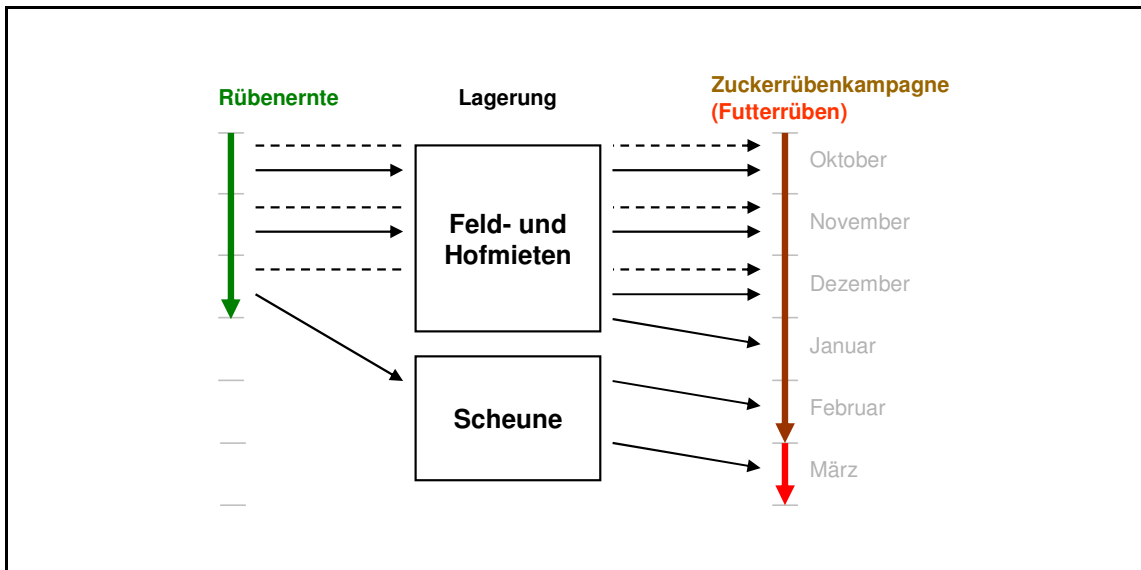 Rübenernte
Lagerung
Zuckerrübenkampagne
(Futterrüben)
Feld- und
Hofmieten
Scheune
Oktober
November
Dezember
Januar
Februar
März